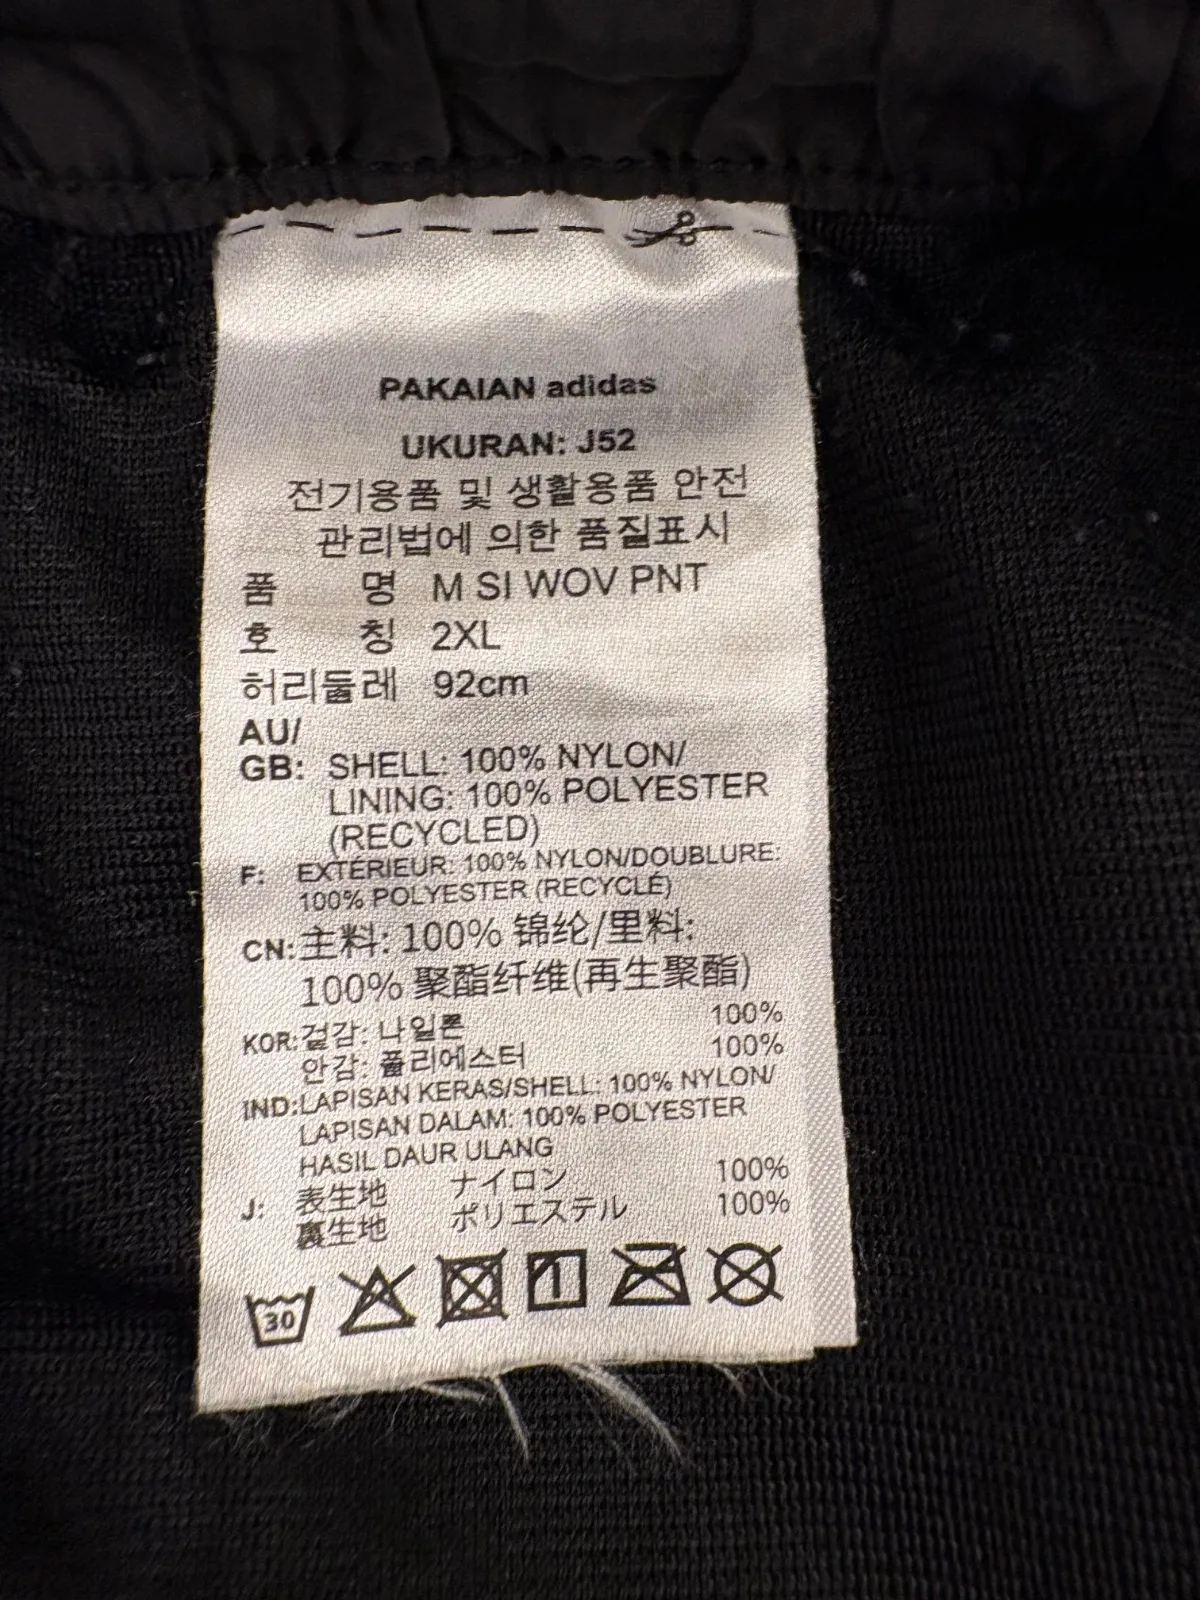 PAKAIAN adidas
UKURAN: J52
전기용품 및 생활용품 안전
관리법에 의한 품질표시
품 명 M SI WOV PNT
호 칭 2XL
허리둘레 92cm
AU/
GB: SHELL: 100% NYLON/
LINING: 100% POLYESTER
(RECYCLED)
F: EXTÉRIEUR: 100% NYLON/DOUBLURE:
100% POLYESTER (RECYCLÉ)
CN: 主料: 100% 锦纶/里料:
100% 聚酯纤维(再生聚酯)
KOR: 겉감: 나일론 100%
안감: 폴리에스터 100%
IND: LAPISAN KERAS/SHELL: 100% NYLON/
LAPISAN DALAM: 100% POLYESTER
HASIL DAUR ULANG
J: 表生地 ナイロン 100%
裏生地 ポリエステル 100%
30 1